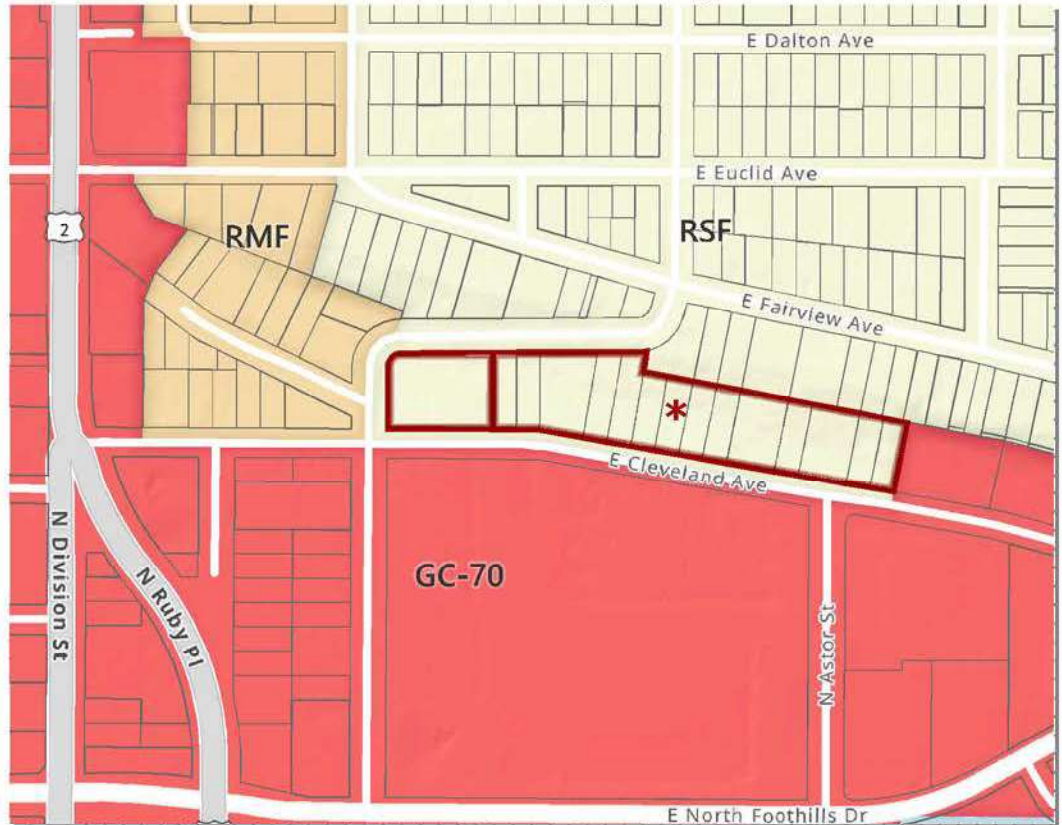 E Dalton Ave
E Euclid Ave
2
RMF
RSF
E Fairview Ave
*
E Cleveland Ave
GC-70
N Division St
N Ruby Pl
N Astor St
E North Foothills Dr